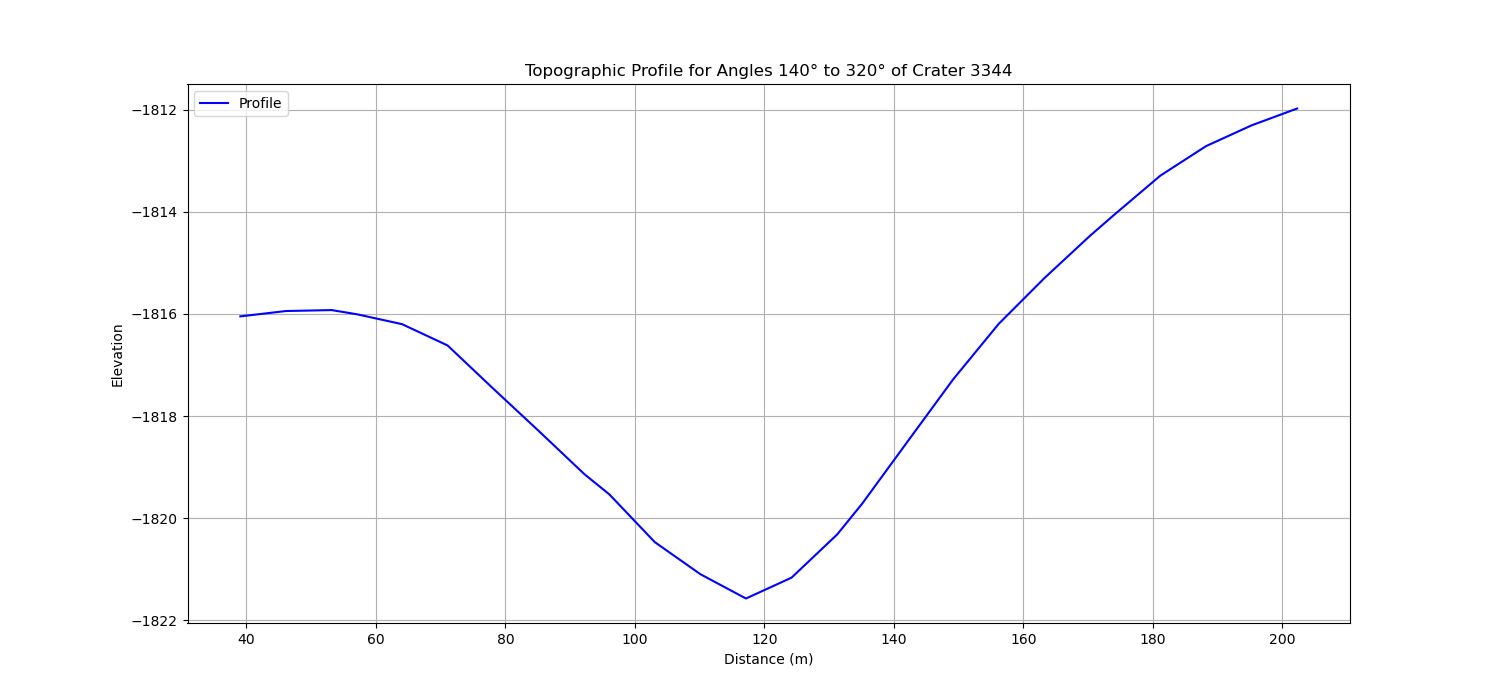 Topographic Profile for Angles 140° to 320° of Crater 3344
Profile
−1812
−1814
−1816
−1818
−1820
−1822
Elevation
40 60 80 100 120 140 160 180 200
Distance (m)